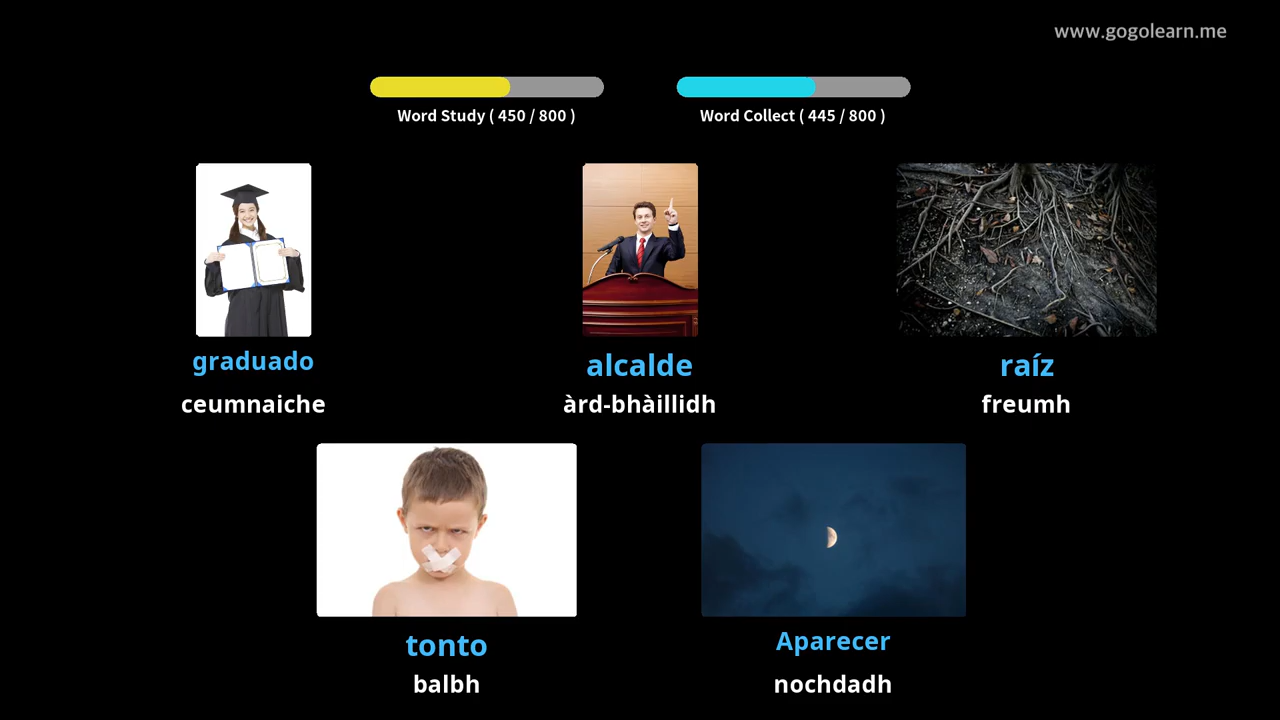 www.gogolearn.me
Word Study ( 450 / 800 )
Word Collect ( 445 / 800 )
graduado
ceumnaiche
alcalde
àrd-bhàillidh
raíz
freumh
tonto
balbh
Aparecer
nochdadh